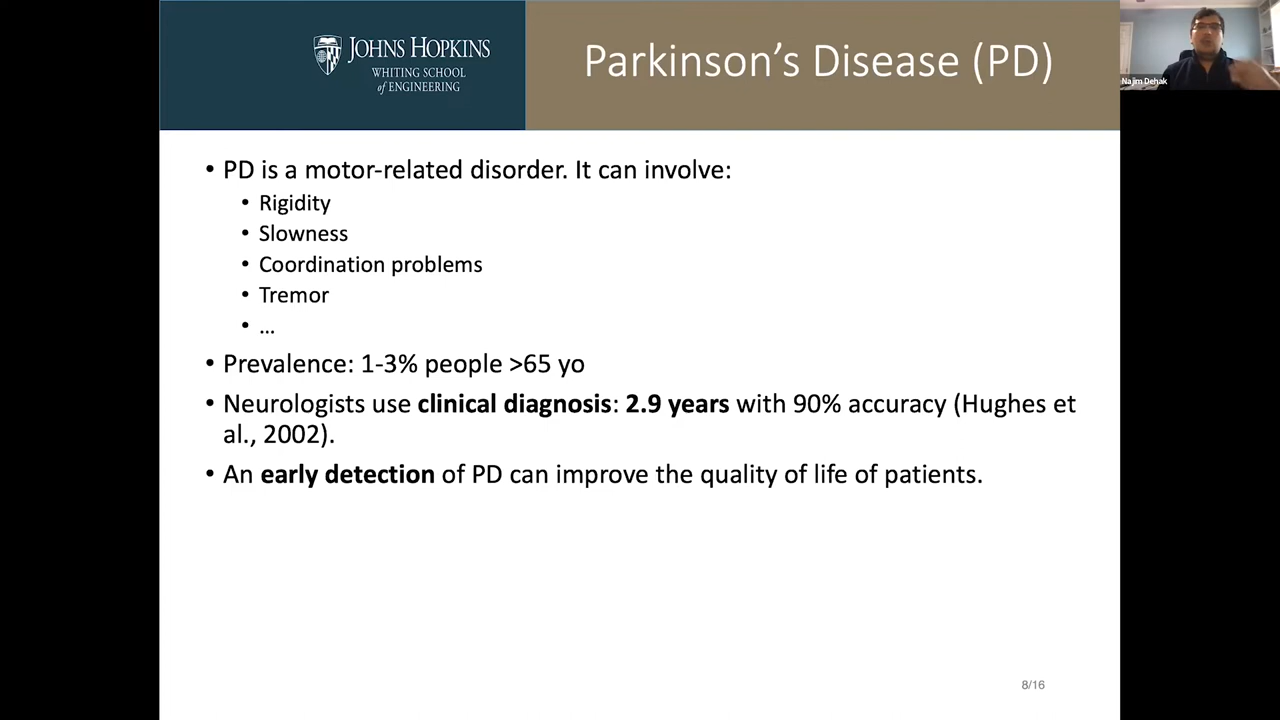 JOHNS HOPKINS
WHITING SCHOOL
of ENGINEERING
Parkinson's Disease (PD)
Najim Dehak
• PD is a motor-related disorder. It can involve:
• Rigidity
• Slowness
• Coordination problems
• Tremor
• …
• Prevalence: 1-3% people >65 yo
• Neurologists use clinical diagnosis: 2.9 years with 90% accuracy (Hughes et
al., 2002).
• An early detection of PD can improve the quality of life of patients.
8/16